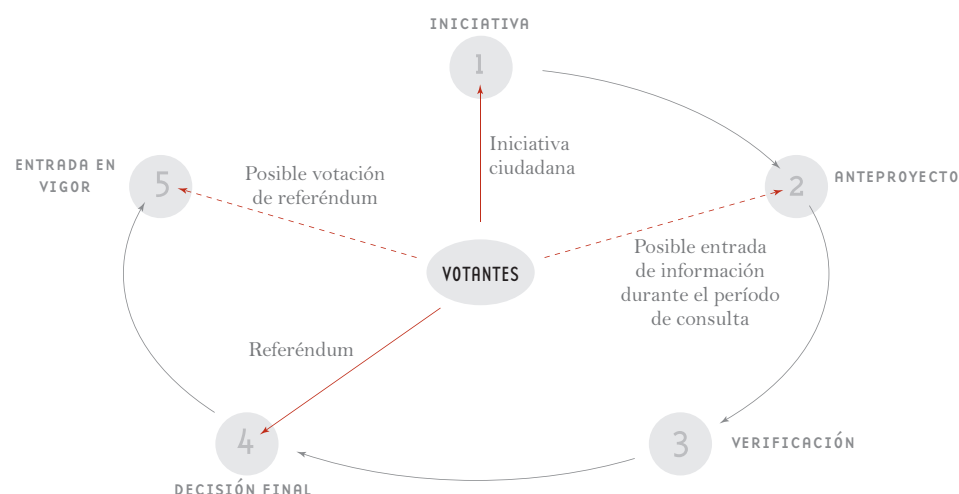 INICIATIVA
1
Iniciativa
ciudadana
ENTRADA EN
VIGOR
5
Posible votación
de referéndum
2
ANTEPROYECTO
VOTANTES
Posible entrada
de información
durante el período
de consulta
Referéndum
4
DECISIÓN FINAL
3
VERIFICACIÓN